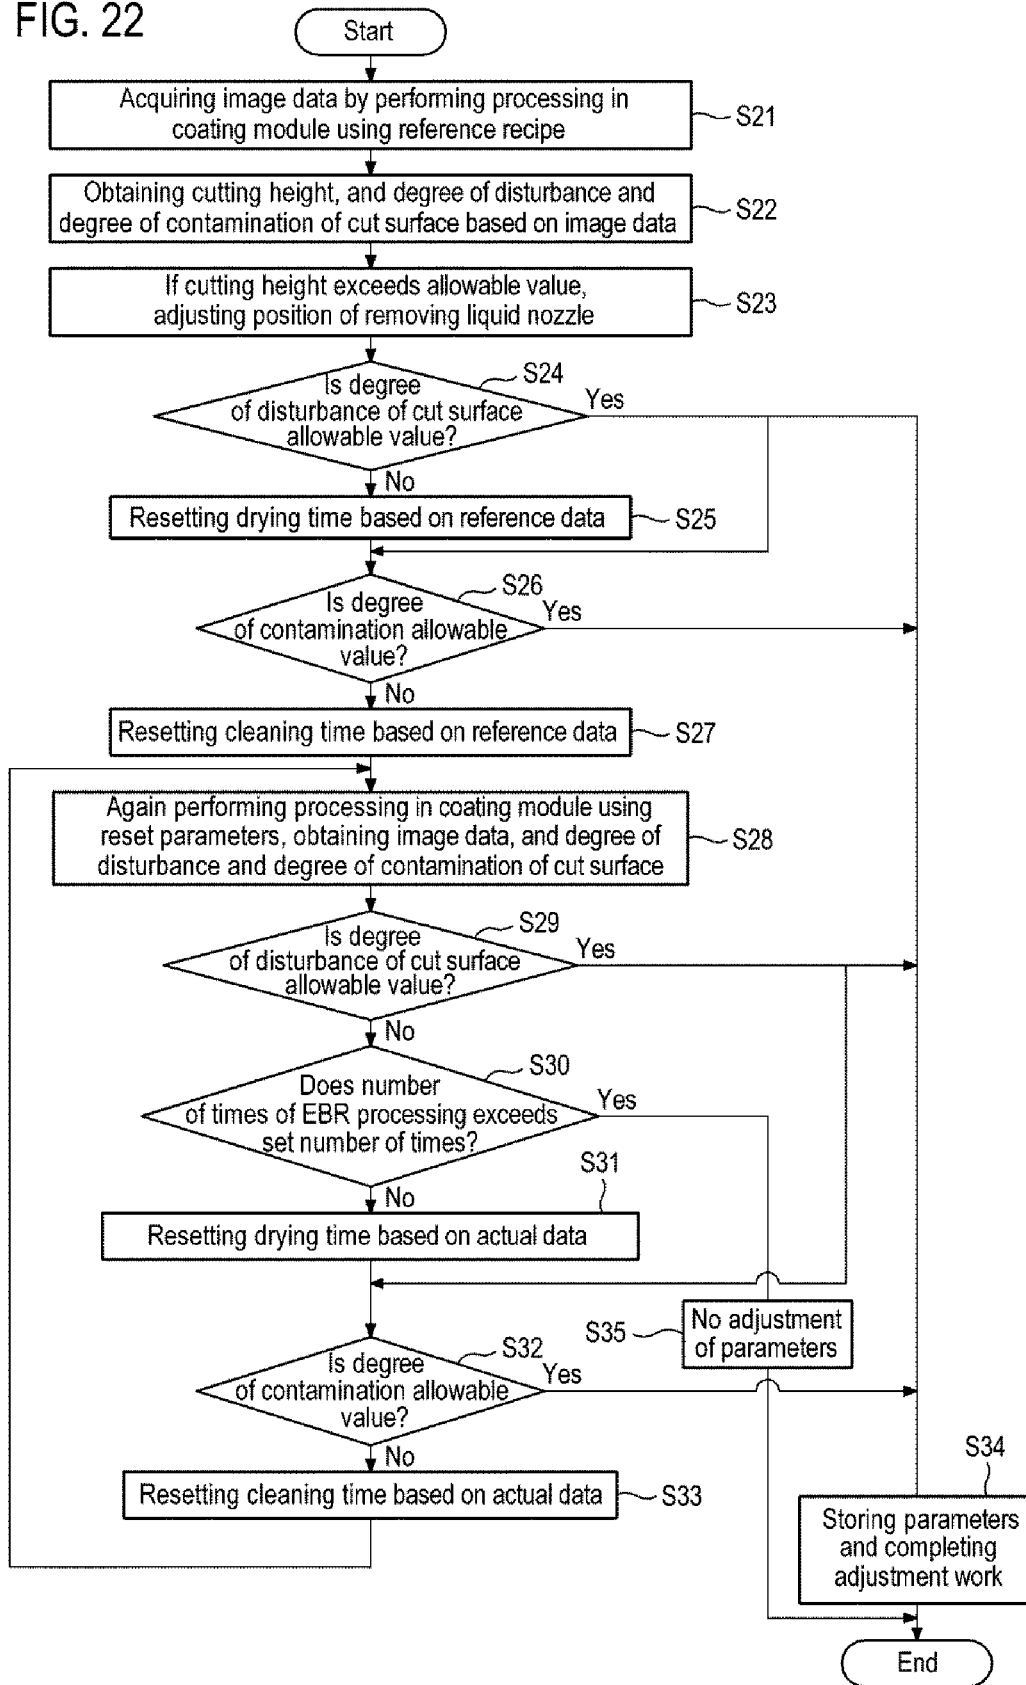 FIG. 22
Start
Acquiring image data by performing processing in
coating module using reference recipe
S21
Obtaining cutting height, and degree of disturbance and
degree of contamination of cut surface based on image data
S22
If cutting height exceeds allowable value,
adjusting position of removing liquid nozzle
S23
S24
Is degree
of disturbance of cut surface
allowable value?
Yes
No
Resetting drying time based on reference data
S25
S26
Is degree
of contamination allowable
value?
Yes
No
Resetting cleaning time based on reference data
S27
Again performing processing in coating module using
reset parameters, obtaining image data, and degree of
disturbance and degree of contamination of cut surface
S28
S29
Is degree
of disturbance of cut surface
allowable value?
Yes
No
S30
Does number
of times of EBR processing exceeds
set number of times?
Yes
No
S31
Resetting drying time based on actual data
S35
No adjustment
of parameters
S32
Is degree
of contamination allowable
value?
Yes
No
Resetting cleaning time based on actual data
S33
S34
Storing parameters
and completing
adjustment work
End